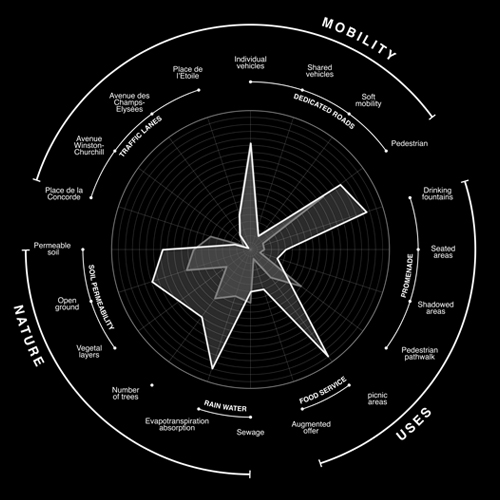 MOBILITY
Individual
vehicles
Shared
vehicles
Soft
mobility
Pedestrian
DEDICATED ROADS
Place de
l'Etoile
Avenue des
Champs-
Elysées
Avenue
Winston-
Churchill
Place de la
Concorde
TRAFFIC LANES
Drinking
fountains
Seated
areas
Shadowed
areas
Pedestrian
pathwalk
PROMENADE
picnic
areas
Augmented
offer
FOOD SERVICE
USES
Sewage
Evapotranspiration
absorption
RAIN WATER
Number
of trees
Vegetal
layers
Open
ground
Permeable
soil
SOIL PERMEABILITY
NATURE